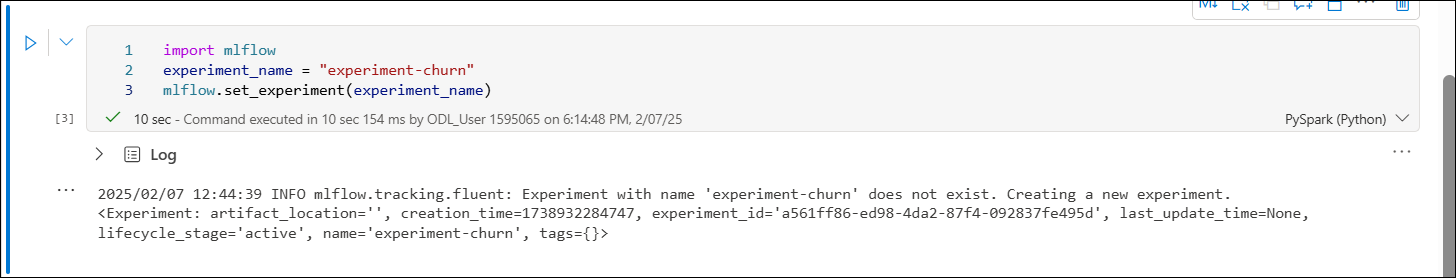 M↓
1 import mlflow
2 experiment_name = "experiment-churn"
3 mlflow.set_experiment(experiment_name)
[3] 10 sec - Command executed in 10 sec 154 ms by ODL_User 1595065 on 6:14:48 PM, 2/07/25 PySpark (Python)
Log
2025/02/07 12:44:39 INFO mlflow.tracking.fluent: Experiment with name 'experiment-churn' does not exist. Creating a new experiment.
<Experiment: artifact_location='', creation_time=1738932284747, experiment_id='a561ff86-ed98-4da2-87f4-092837fe495d', last_update_time=None,
lifecycle_stage='active', name='experiment-churn', tags={}>